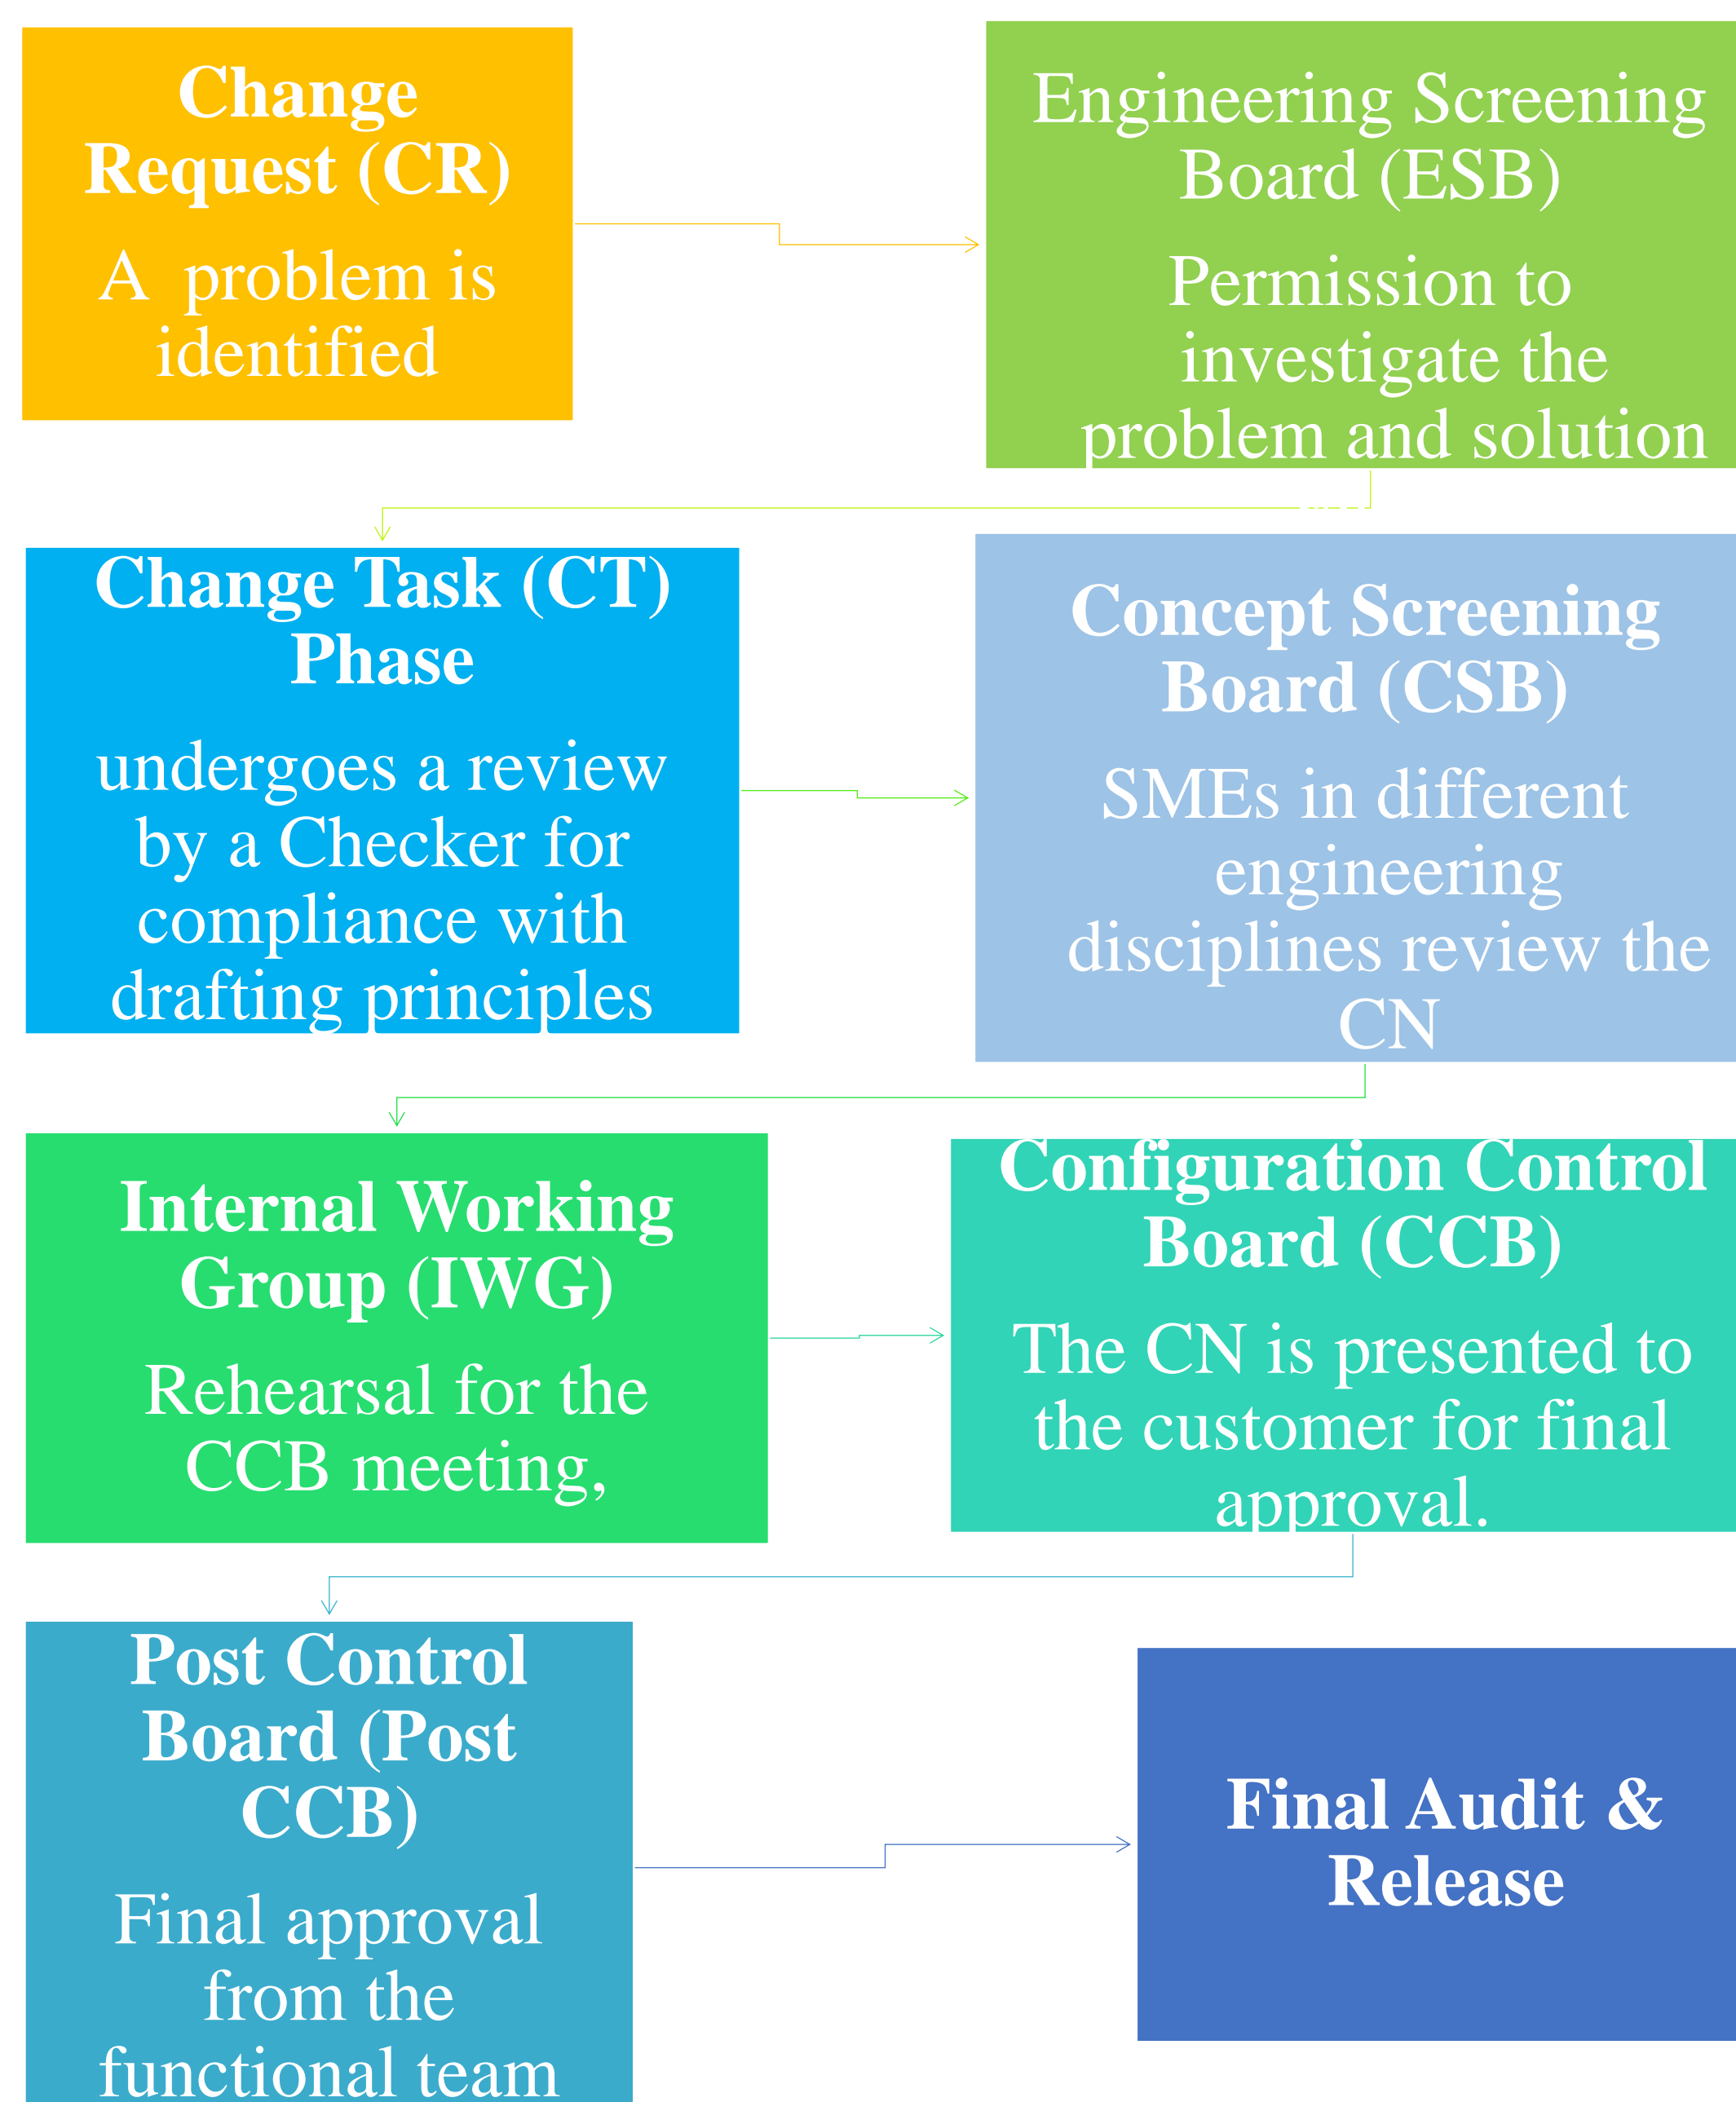 Change
Request (CR)
A problem is
identified
Engineering Screening
Board (ESB)
Permission to
investigate the
problem and solution
Change Task (CT)
Phase
undergoes a review
by a Checker for
compliance with
drafting principles
Concept Screening
Board (CSB)
SMEs in different
engineering
disciplines review the
CN
Internal Working
Group (IWG)
Rehearsal for the
CCB meeting,
Configuration Control
Board (CCB)
The CN is presented to
the customer for final
approval.
Post Control
Board (Post
CCB)
Final approval
from the
functional team
Final Audit &
Release